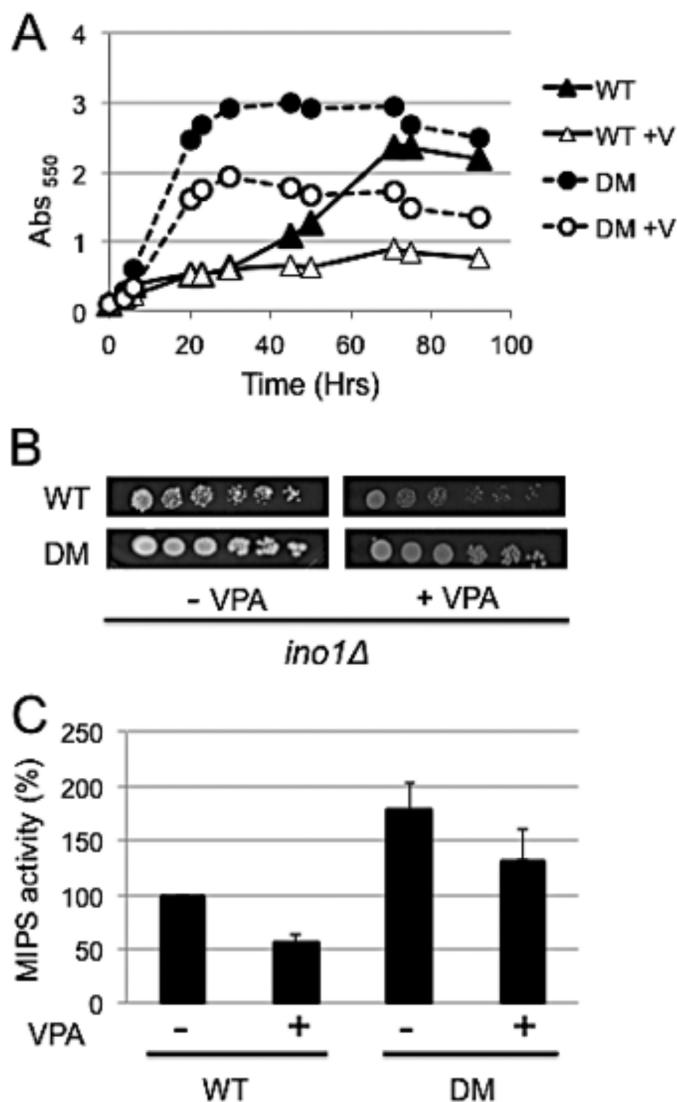 A
4
3
2
1
0
Abs 550
0 20 40 60 80 100
Time (Hrs)
WT
WT +V
DM
DM +V
B
WT
DM
- VPA + VPA
ino1Δ
C
250
200
150
100
50
0
MIPS activity (%)
VPA - + - +
WT DM